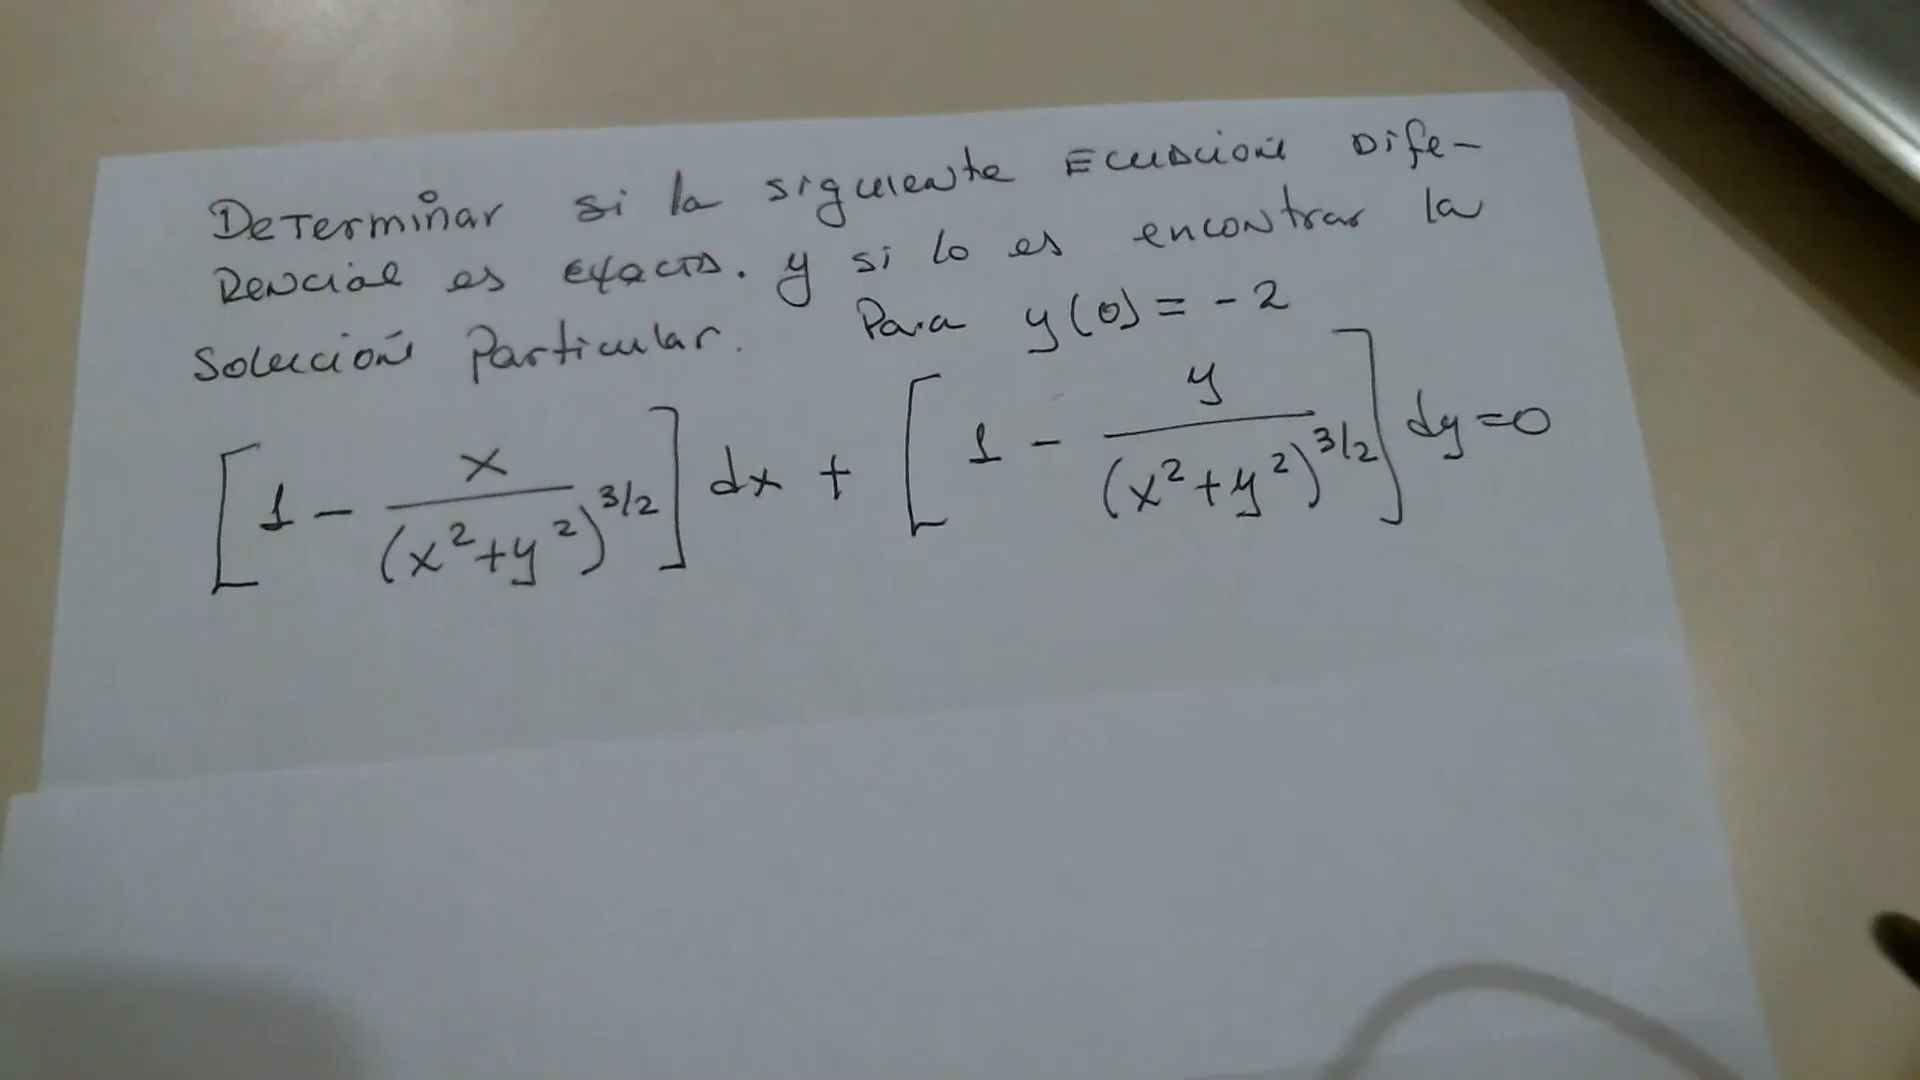 Determinar si la siguiente Ecuación Dife-
rencial es exacta. y si lo es encontrar la
solución Particular. Para y(0) = -2
[1 - x/(x²+y²)^3/2] dx + [1 - y/(x²+y²)^3/2] dy = 0